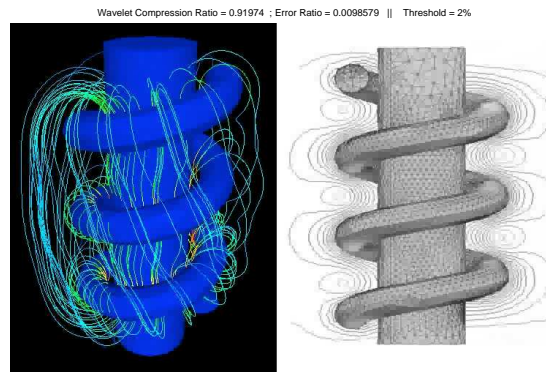 Wavelet Compression Ratio = 0.91974 ; Error Ratio = 0.0098579 || Threshold = 2%